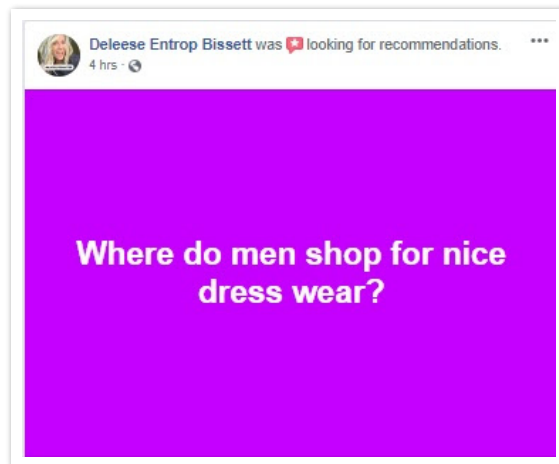 Deleese Entrop Bissett was looking for recommendations.
4 hrs ·
Where do men shop for nice
dress wear?